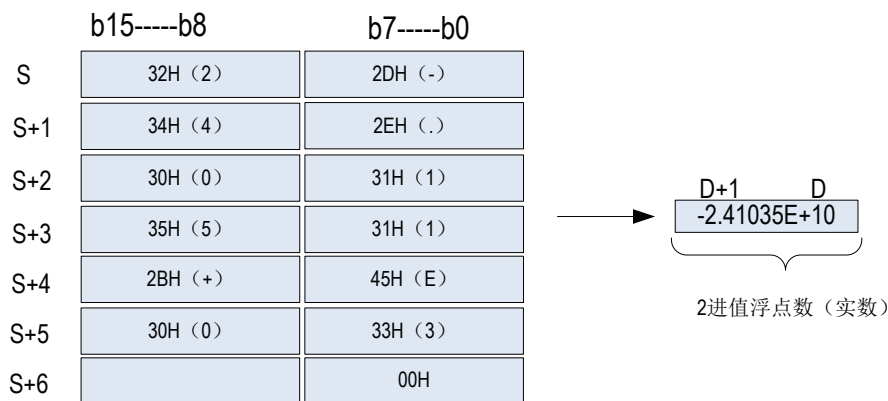 b15-----b8 b7-----b0
S 32H（2） 2DH（-）
S+1 34H（4） 2EH（.）
S+2 30H（0） 31H（1）
S+3 35H（5） 31H（1）
S+4 2BH（+） 45H（E）
S+5 30H（0） 33H（3）
S+6 00H
D+1 D
-2.41035E+10
2进值浮点数（实数）